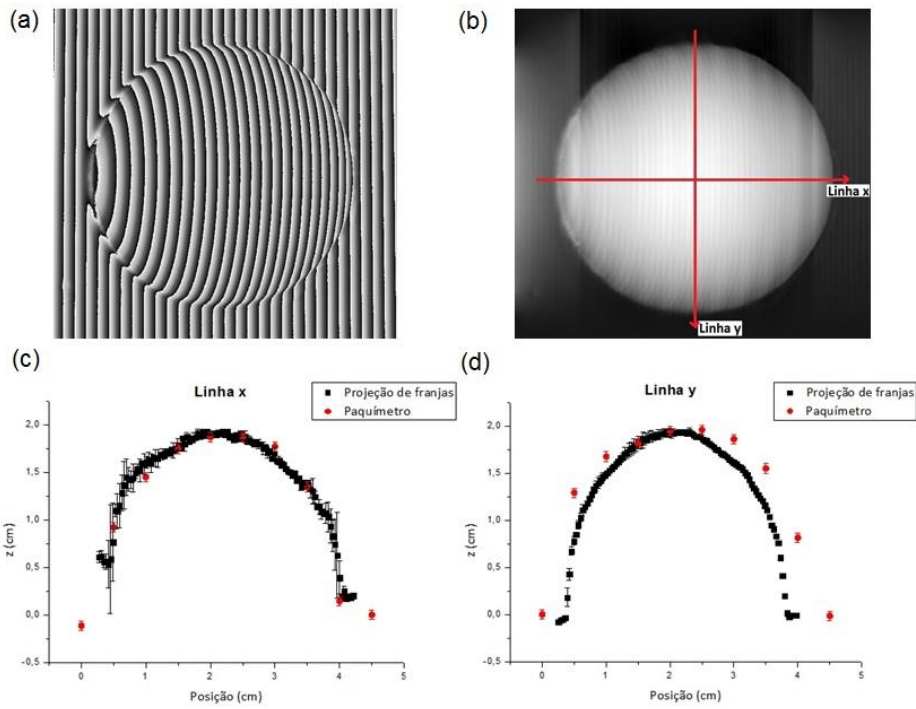 (a)
(b)
Linha x
Linha y
(c)
Linha x
Projeção de franjas
Paquímetro
z (cm)
2,0
1,5
1,0
0,5
0,0
-0,5
0
1
2
3
4
5
Posição (cm)
(d)
Linha y
Projeção de franjas
Paquímetro
z (cm)
2,0
1,5
1,0
0,5
0,0
-0,5
0
1
2
3
4
5
Posição (cm)